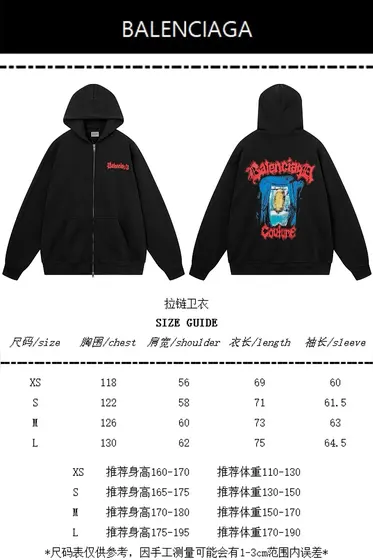 BALENCIAGA
Balenciaga
Balenciaga
Couture
拉链卫衣
SIZE GUIDE
尺码/size 胸围/chest 肩宽/shoulder 衣长/length 袖长/sleeve
XS 118 56 69 60
S 122 58 71 61.5
M 126 60 73 63
L 130 62 75 64.5
XS 推荐身高160-170 推荐体重110-130
S 推荐身高165-175 推荐体重130-150
M 推荐身高170-180 推荐体重150-170
L 推荐身高175-195 推荐体重170-190
*尺码表仅供参考，因手工测量可能会有1-3cm范围内误差*